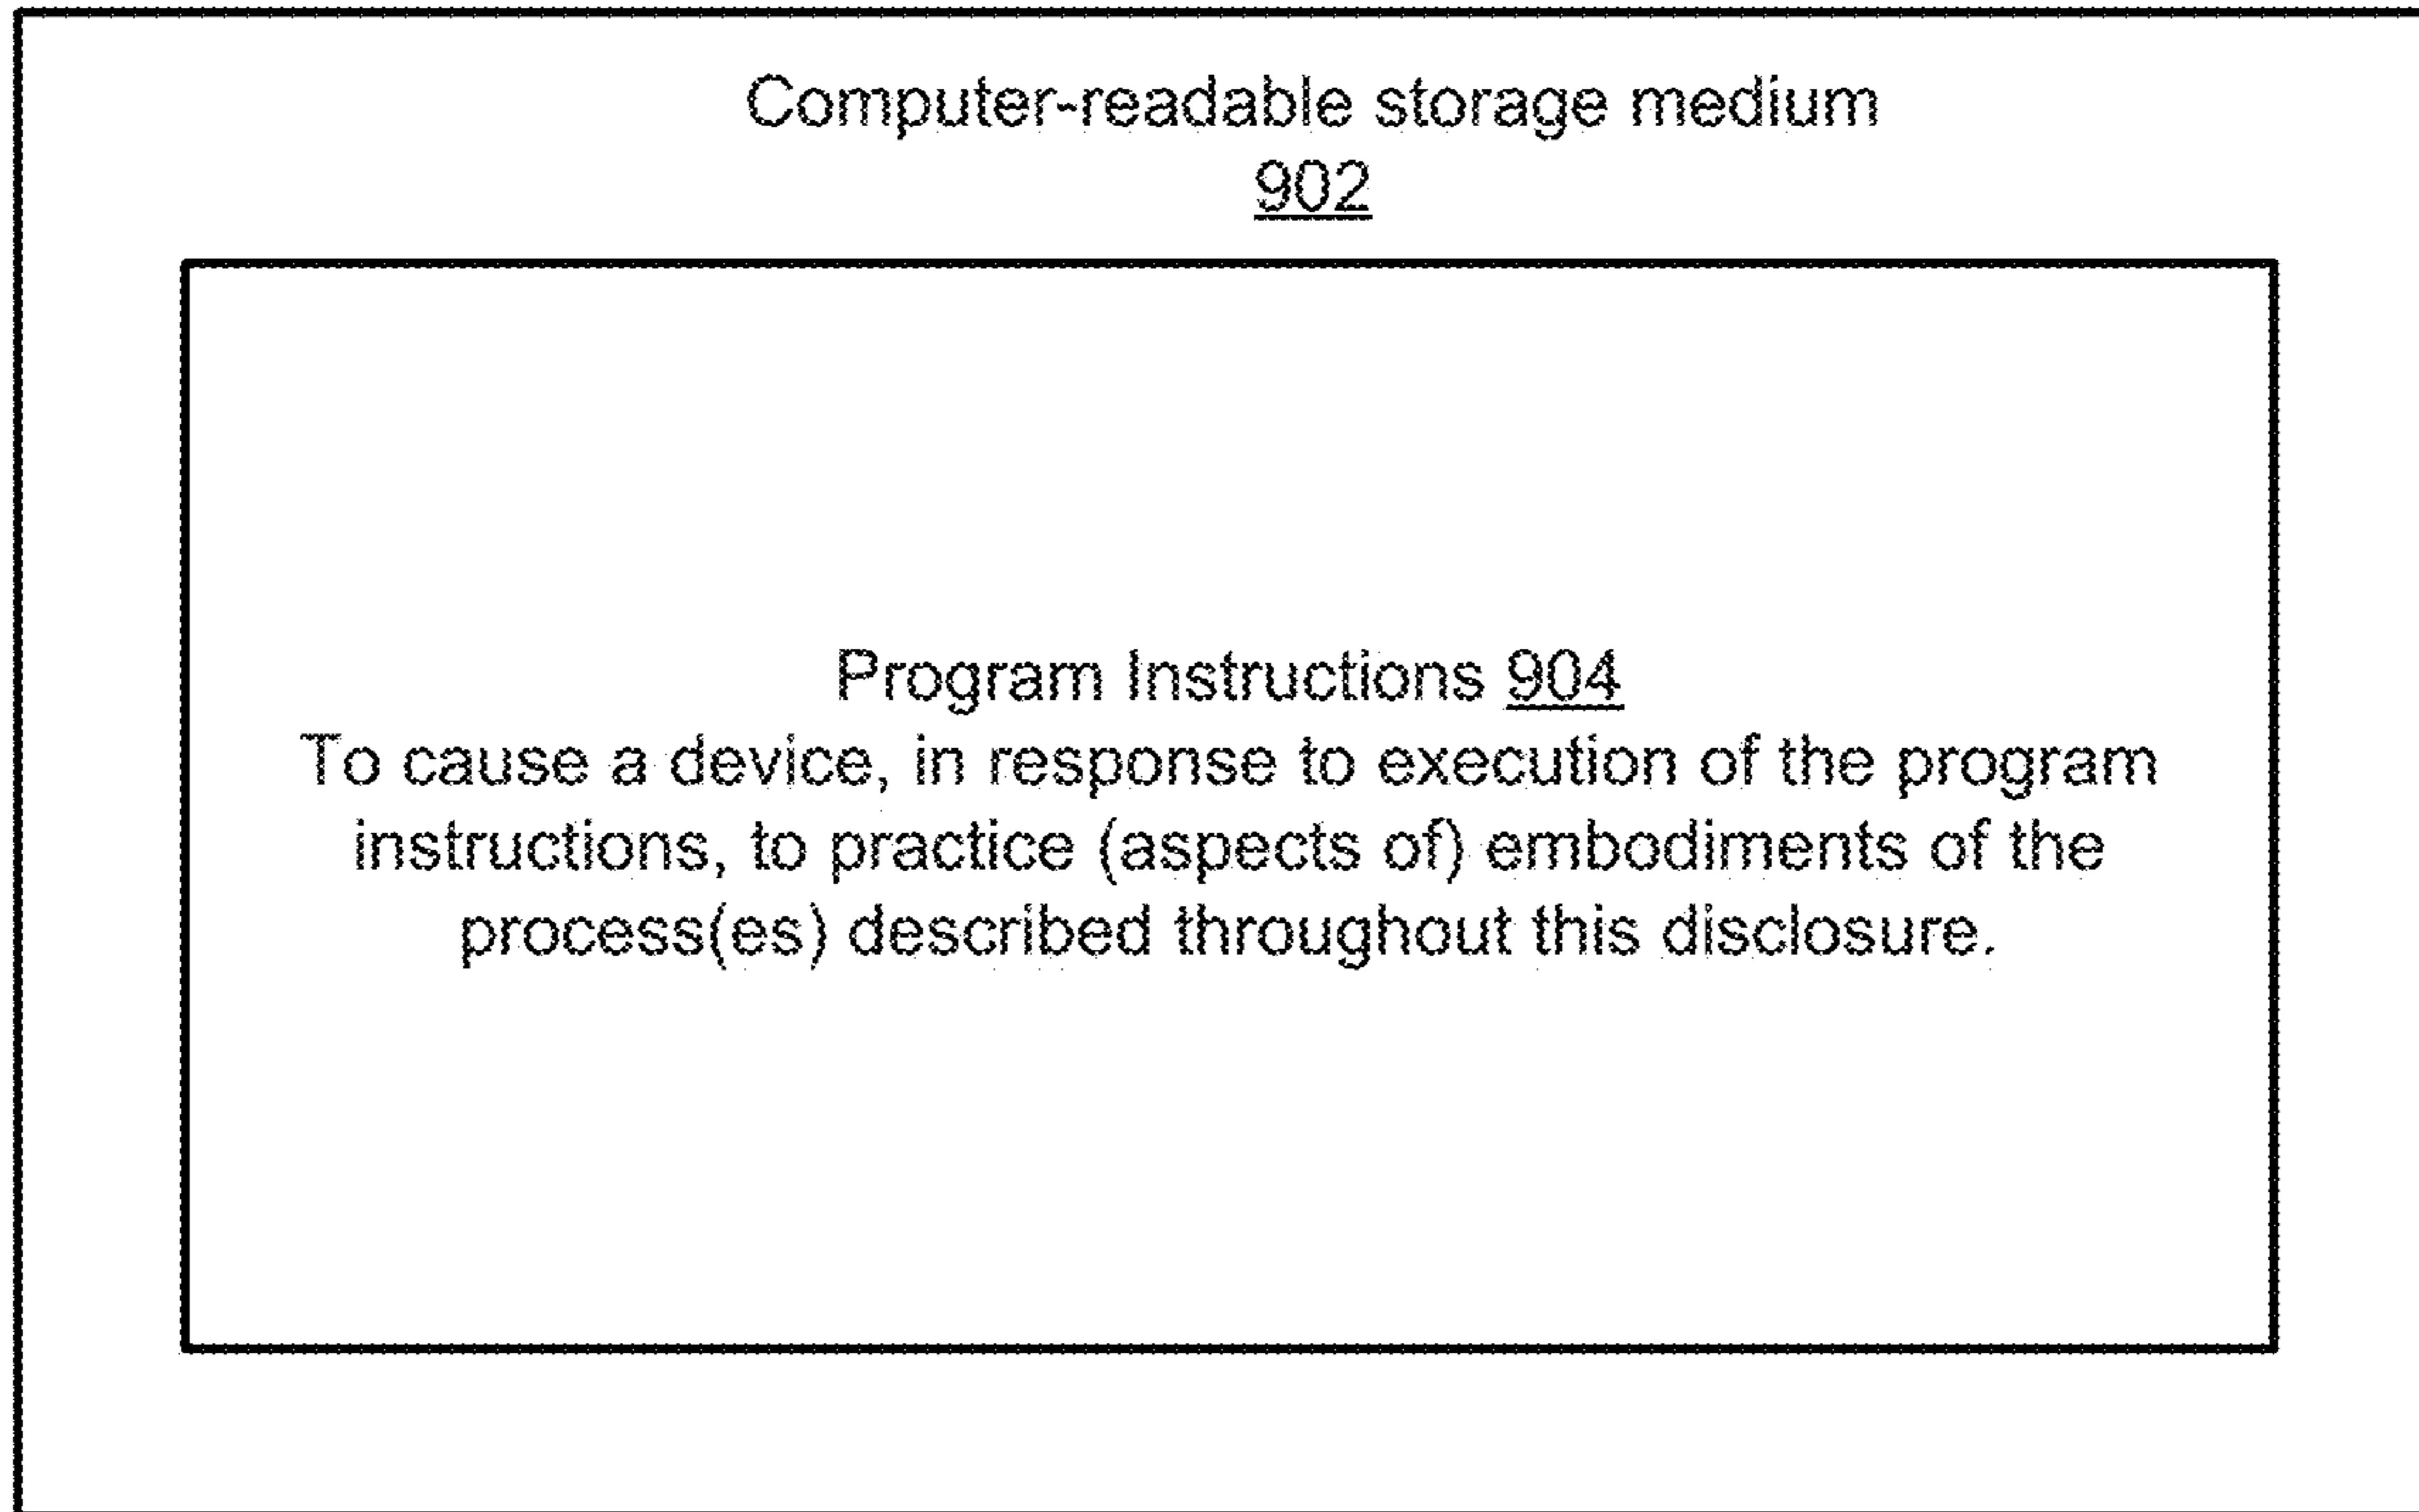 Computer-readable storage medium
902
Program Instructions 904
To cause a device, in response to execution of the program
instructions, to practice (aspects of) embodiments of the
process(es) described throughout this disclosure.